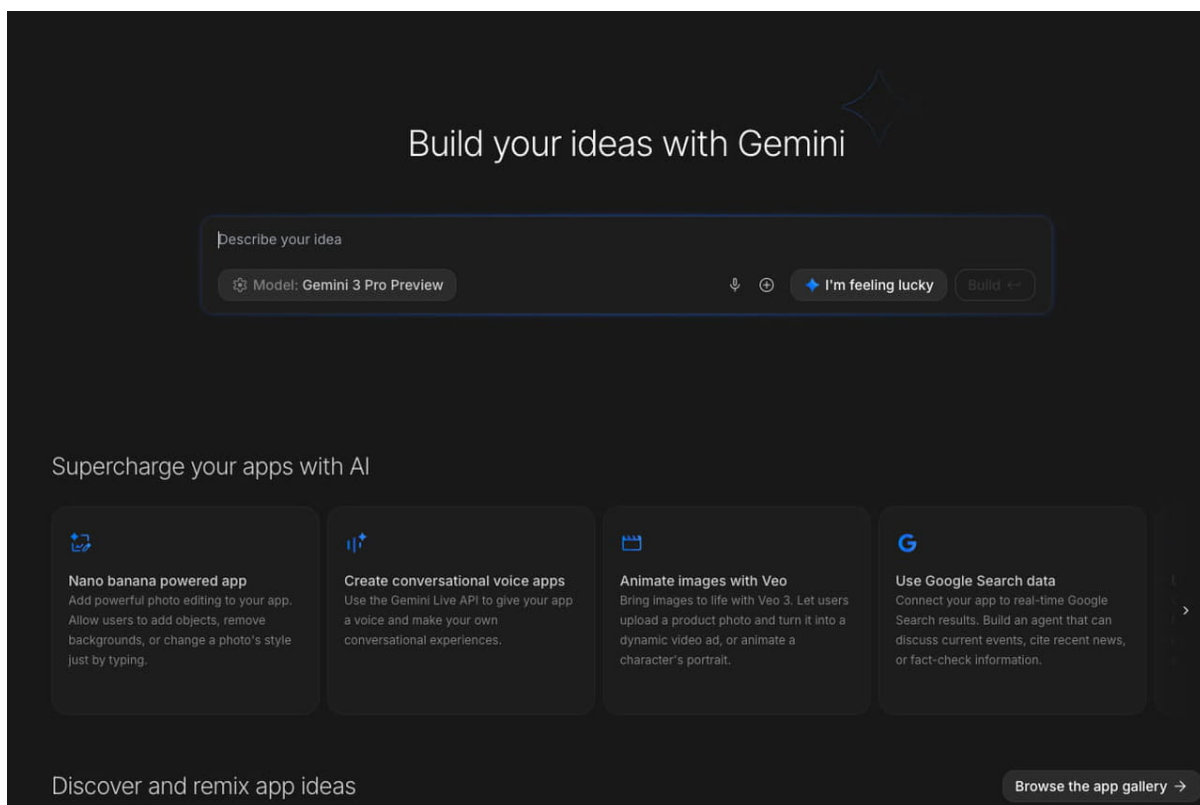 Build your ideas with Gemini
Describe your idea
Model: Gemini 3 Pro Preview
I'm feeling lucky
Build
Supercharge your apps with AI
Nano banana powered app
Add powerful photo editing to your app.
Allow users to add objects, remove
backgrounds, or change a photo's style
just by typing.
Create conversational voice apps
Use the Gemini Live API to give your app
a voice and make your own
conversational experiences.
Animate images with Veo
Bring images to life with Veo 3. Let users
upload a product photo and turn it into a
dynamic video ad, or animate a
character's portrait.
Use Google Search data
Connect your app to real-time Google
Search results. Build an agent that can
discuss current events, cite recent news,
or fact-check information.
Discover and remix app ideas
Browse the app gallery